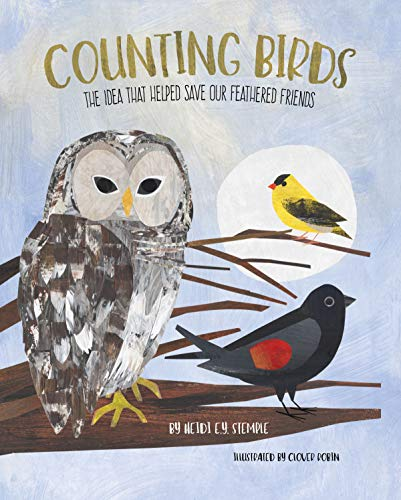 COUNTING BIRDS
THE IDEA THAT HELPED SAVE OUR FEATHERED FRIENDS
BY HEIDI E.Y. STEMPLE
ILLUSTRATED BY CLOVER ROBIN